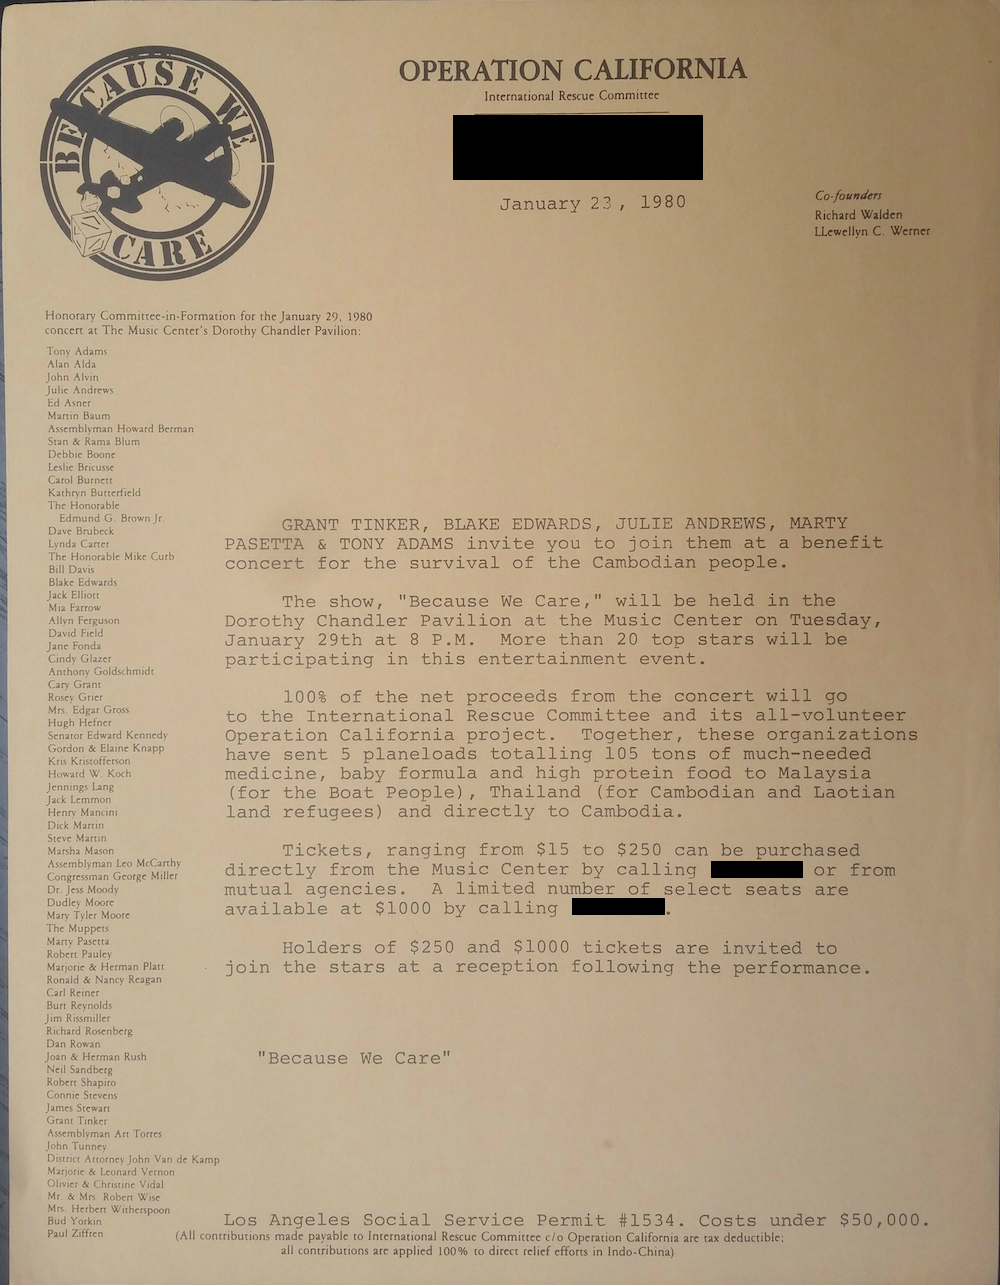 BECAUSE WE
CARE
OPERATION CALIFORNIA
International Rescue Committee
January 23, 1980
Co-founders
Richard Walden
LLewellyn C. Werner
Honorary Committee-in-Formation for the January 29, 1980
concert at The Music Center's Dorothy Chandler Pavilion:
Tony Adams
Alan Alda
John Alvin
Julie Andrews
Ed Asner
Martin Baum
Assemblyman Howard Berman
Stan & Rama Blum
Debbie Boone
Leslie Bricusse
Carol Burnett
Kathryn Butterfield
The Honorable
Edmund G. Brown Jr.
Dave Brubeck
Lynda Carter
The Honorable Mike Curb
Bill Davis
Blake Edwards
Jack Elliott
Mia Farrow
Allyn Ferguson
David Field
Jane Fonda
Cindy Glazer
Anthony Goldschmidt
Cary Grant
Rosey Grier
Mrs. Edgar Gross
Hugh Hefner
Senator Edward Kennedy
Gordon & Elaine Knapp
Kris Kristofferson
Howard W. Koch
Jennings Lang
Jack Lemmon
Henry Mancini
Dick Martin
Steve Martin
Marsha Mason
Assemblyman Leo McCarthy
Congressman George Miller
Dr. Jess Moody
Dudley Moore
Mary Tyler Moore
The Muppets
Marty Pasetta
Robert Pauley
Marjorie & Herman Platt
Ronald & Nancy Reagan
Carl Reiner
Burt Reynolds
Jim Rissmiller
Richard Rosenberg
Dan Rowan
Joan & Herman Rush
Neil Sandberg
Robert Shapiro
Connie Stevens
James Stewart
Grant Tinker
Assemblyman Art Torres
John Tunney
District Attorney John Van de Kamp
Marjorie & Leonard Vernon
Olivier & Christine Vidal
Mr. & Mrs. Robert Wise
Mrs. Herbert Witherspoon
Bud Yorkin
Paul Ziffren
GRANT TINKER, BLAKE EDWARDS, JULIE ANDREWS, MARTY
PASETTA & TONY ADAMS invite you to join them at a benefit
concert for the survival of the Cambodian people.
The show, "Because We Care," will be held in the
Dorothy Chandler Pavilion at the Music Center on Tuesday,
January 29th at 8 P.M. More than 20 top stars will be
participating in this entertainment event.
100% of the net proceeds from the concert will go
to the International Rescue Committee and its all-volunteer
Operation California project. Together, these organizations
have sent 5 planeloads totalling 105 tons of much-needed
medicine, baby formula and high protein food to Malaysia
(for the Boat People), Thailand (for Cambodian and Laotian
land refugees) and directly to Cambodia.
Tickets, ranging from $15 to $250 can be purchased
directly from the Music Center by calling or from
mutual agencies. A limited number of select seats are
available at $1000 by calling .
Holders of $250 and $1000 tickets are invited to
join the stars at a reception following the performance.
"Because We Care"
Los Angeles Social Service Permit #1534. Costs under $50,000.
(All contributions made payable to International Rescue Committee c/o Operation California are tax deductible;
all contributions are applied 100% to direct relief efforts in Indo-China)